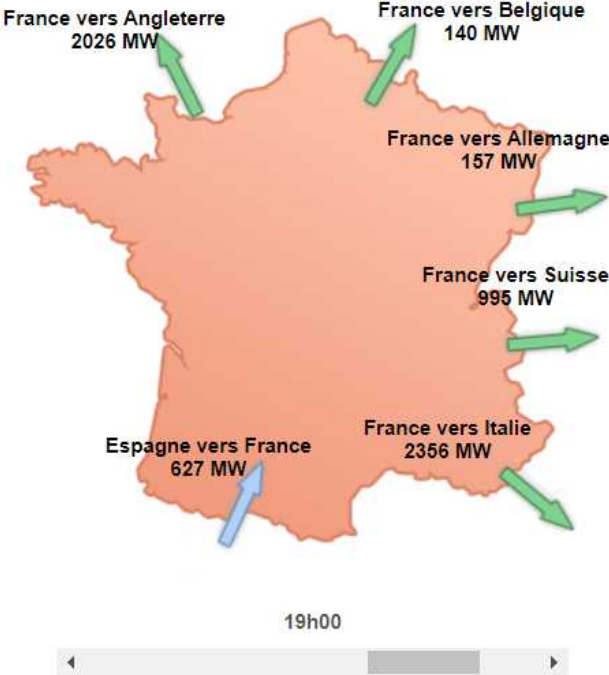 France vers Angleterre
2026 MW
France vers Belgique
140 MW
France vers Allemagne
157 MW
France vers Suisse
995 MW
France vers Italie
2356 MW
Espagne vers France
627 MW
19h00